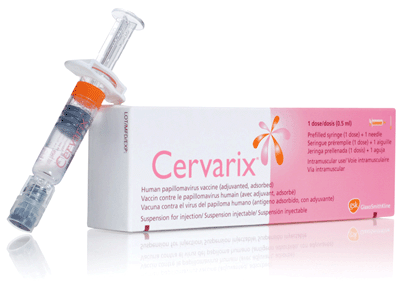 1 dose/dosis (0.5 ml)
Prefilled syringe (1 dose) + 1 needle
Seringue préremplie (1 dose) + 1 aiguille
Jeringa prellenada (1 dosis) + 1 aguja
Intramuscular use/ Voie intramusculaire
Vía intramuscular
Cervarix™
Human papillomavirus vaccine (adjuvanted, adsorbed)
Vaccin contre le papillomavirus humain (avec adjuvant, adsorbé)
Vacuna contra el virus del papiloma humano (antígeno adsorbido, con adyuvante)
Suspension for injection/ Suspension injectable/ Suspensión inyectable
gsk GlaxoSmithKline